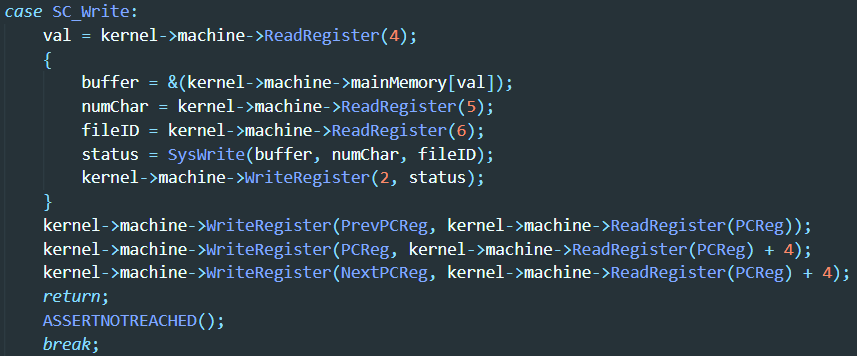 case SC_Write:
    val = kernel->machine->ReadRegister(4);
    {
        buffer = &(kernel->machine->mainMemory[val]);
        numChar = kernel->machine->ReadRegister(5);
        fileID = kernel->machine->ReadRegister(6);
        status = SysWrite(buffer, numChar, fileID);
        kernel->machine->WriteRegister(2, status);
    }
    kernel->machine->WriteRegister(PrevPCReg, kernel->machine->ReadRegister(PCReg));
    kernel->machine->WriteRegister(PCReg, kernel->machine->ReadRegister(PCReg) + 4);
    kernel->machine->WriteRegister(NextPCReg, kernel->machine->ReadRegister(PCReg) + 4);
    return;
    ASSERTNOTREACHED();
    break;